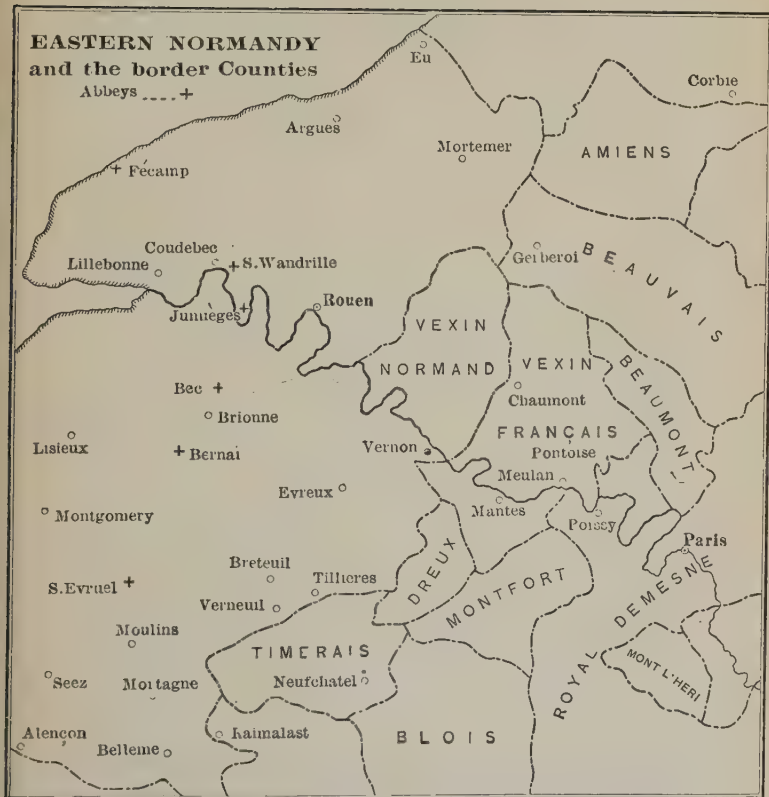 EASTERN NORMANDY
and the border Counties
Abbeys
Eu
Corbie
Argues
Mortemer
AMIENS
Fécamp
Coudebec
Lillebonne
S.Wandrille
Gerberoi
BEAUVAIS
Jumièges
Rouen
VEXIN
NORMAND
VEXIN
BEAUMONT
Bec
Chaumont
Brionne
FRANÇAIS
Lisieux
Bernai
Vernon
Pontoise
Meulan
Evreux
Mantes
Montgomery
Poissy
Paris
Breteuil
Tillieres
DREUX
S.Evruel
MONTFORT
ROYAL DEMESNE
Verneuil
Moulins
TIMERAIS
MONT L'HERI
Seez
Mortagne
Neufchatel
Alençon
Raimalast
Belleme
BLOIS